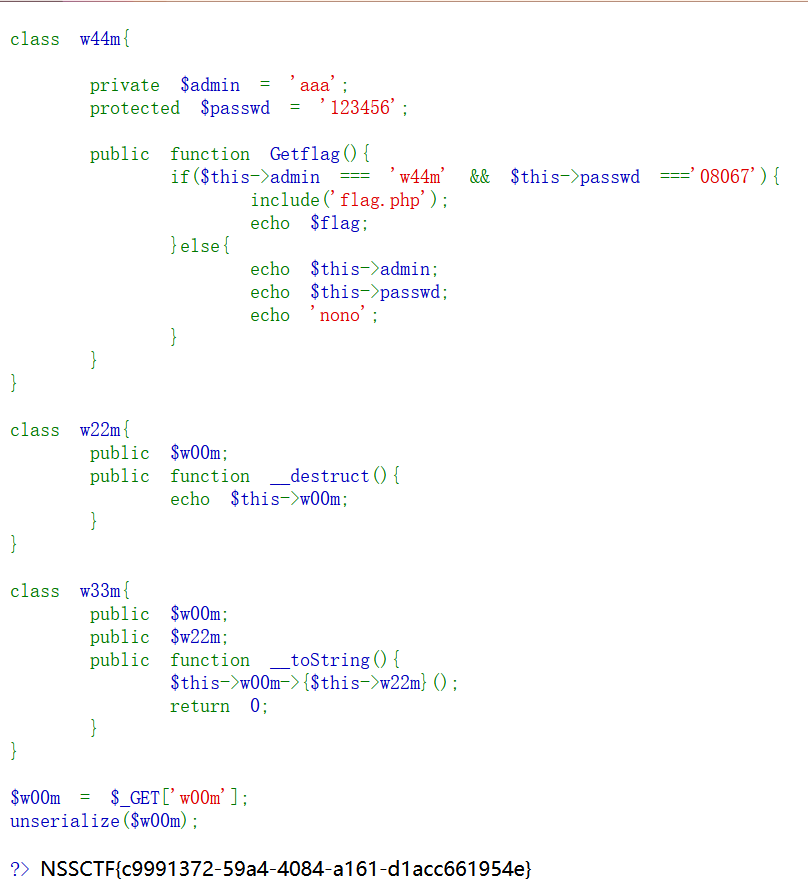 class w44m{
private $admin = 'aaa';
protected $passwd = '123456';
public function Getflag(){
if($this->admin === 'w44m' && $this->passwd ==='08067'){
include('flag.php');
echo $flag;
}else{
echo $this->admin;
echo $this->passwd;
echo 'nono';
}
}
}
class w22m{
public $w00m;
public function __destruct(){
echo $this->w00m;
}
}
class w33m{
public $w00m;
public $w22m;
public function __toString(){
$this->w00m->{$this->w22m}();
return 0;
}
}
$w00m = $_GET['w00m'];
unserialize($w00m);
?> NSSCTF{c9991372-59a4-4084-a161-d1acc661954e}